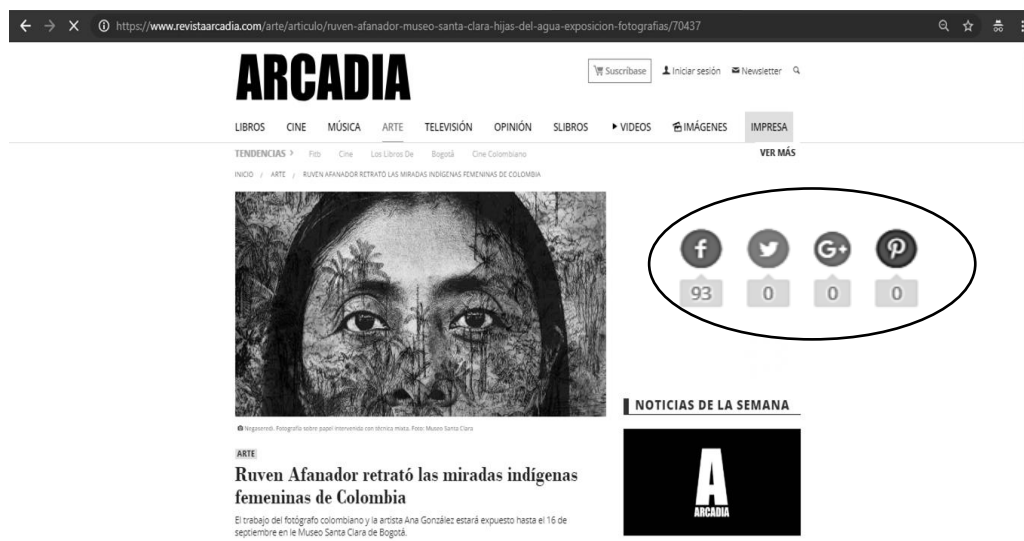 https://www.revistaarcadia.com/arte/articulo/ruven-afanador-museo-santa-clara-hijas-del-agua-exposicion-fotografias/70437
ARCADIA
Suscríbase Iniciar sesión Newsletter
LIBROS CINE MÚSICA ARTE TELEVISIÓN OPINIÓN SLIBROS VIDEOS IMÁGENES IMPRESA
TENDENCIAS > Filb Cine Los Libros De Bogotá Cine Colombiano VER MÁS
INICIO / ARTE / RUVEN AFANADOR RETRATÓ LAS MIRADAS INDÍGENAS FEMENINAS DE COLOMBIA
f G+
93 0 0 0
NOTICIAS DE LA SEMANA
A
ARCADIA
Negaseredi. Fotografía sobre papel intervenido con técnica mixta. Foto: Museo Santa Clara
ARTE
Ruven Afanador retrató las miradas indígenas
femeninas de Colombia
El trabajo del fotógrafo colombiano y la artista Ana González estará expuesto hasta el 16 de
septiembre en le Museo Santa Clara de Bogotá.